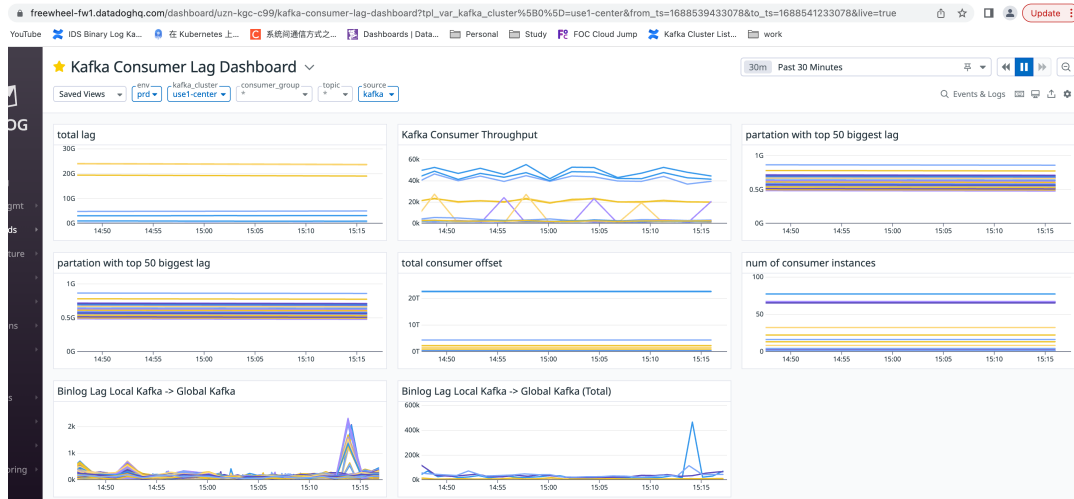 freewheel-fw1.datadoghq.com/dashboard/uzn-kgc-c99/kafka-consumer-lag-dashboard?tpl_var_kafka_cluster%5B0%5D=use1-center&from_ts=1688539433078&to_ts=1688541233078&live=true
Update
YouTube IDS Binary Log Ka... 在 Kubernetes 上... 系统间通信方式之... Dashboards | Data... Personal Study FOC Cloud Jump Kafka Cluster List... work
Kafka Consumer Lag Dashboard
30m Past 30 Minutes
Saved Views
env
prd
kafka_cluster
use1-center
consumer_group
*
topic
*
source
kafka
Events & Logs
OG
gmt
ds
ture
ns
s
oring
total lag
30G
20G
10G
0G
14:50 14:55 15:00 15:05 15:10 15:15
Kafka Consumer Throughput
60k
40k
20k
0k
14:50 14:55 15:00 15:05 15:10 15:15
partation with top 50 biggest lag
1G
0.5G
0G
14:50 14:55 15:00 15:05 15:10 15:15
partation with top 50 biggest lag
1G
0.5G
0G
14:50 14:55 15:00 15:05 15:10 15:15
total consumer offset
20T
10T
0T
14:50 14:55 15:00 15:05 15:10 15:15
num of consumer instances
100
50
0
14:50 14:55 15:00 15:05 15:10 15:15
Binlog Lag Local Kafka -> Global Kafka
2k
1k
0k
14:50 14:55 15:00 15:05 15:10 15:15
Binlog Lag Local Kafka -> Global Kafka (Total)
600k
400k
200k
0k
14:50 14:55 15:00 15:05 15:10 15:15